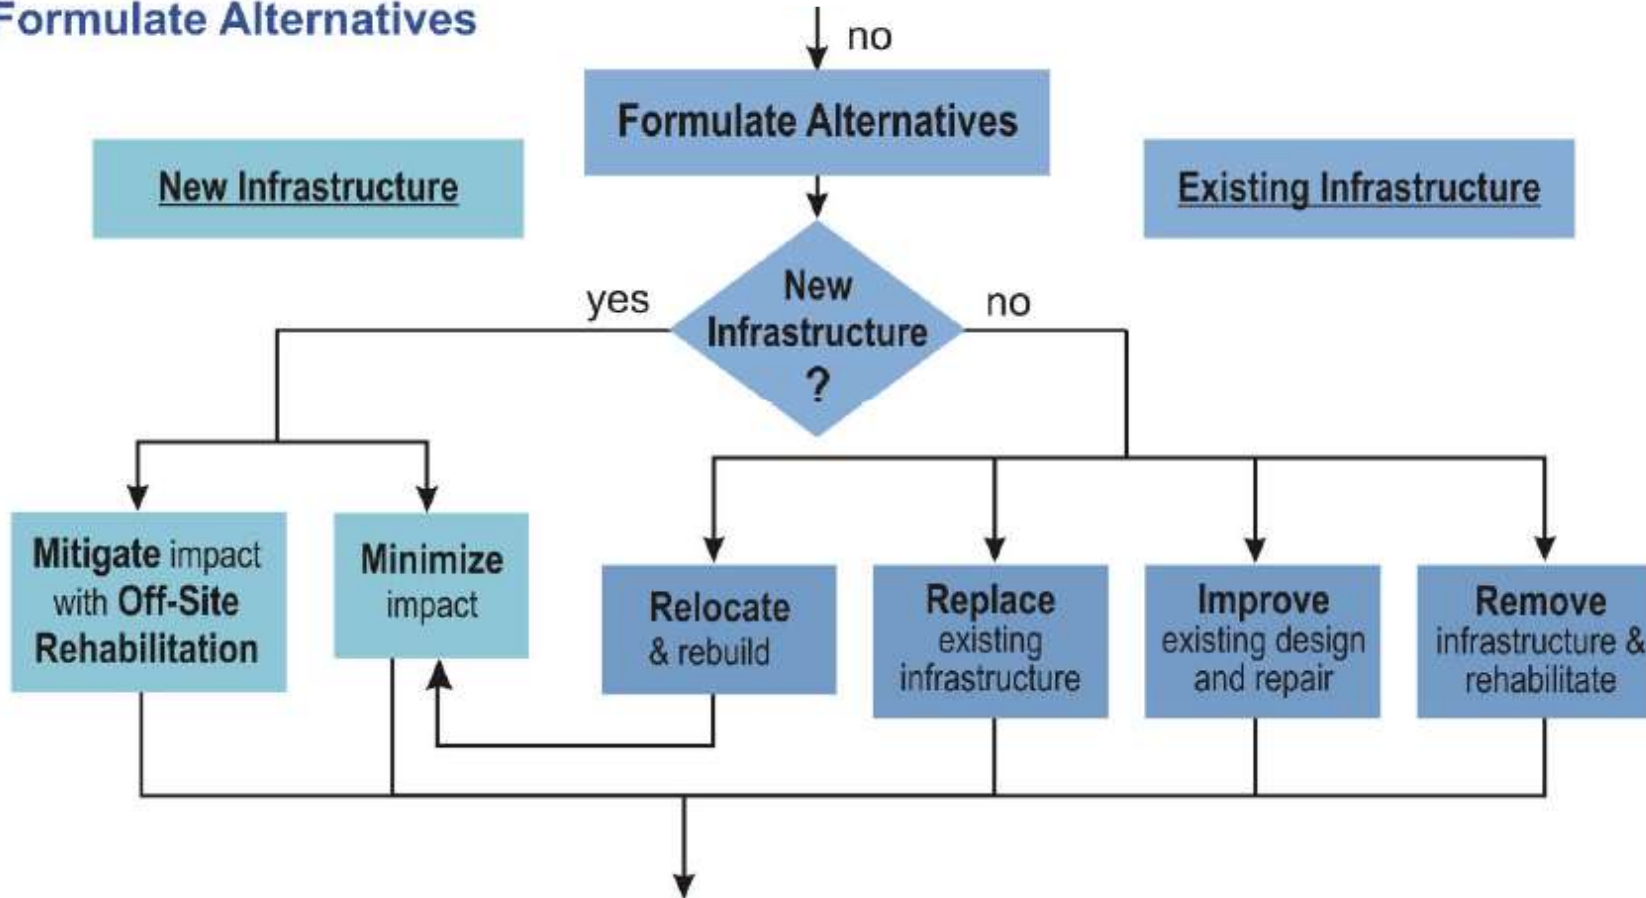 Formulate Alternatives
no
Formulate Alternatives
New Infrastructure
Existing Infrastructure
yes
New
Infrastructure
?
no
Mitigate impact
with Off-Site
Rehabilitation
Minimize
impact
Relocate
& rebuild
Replace
existing
infrastructure
Improve
existing design
and repair
Remove
infrastructure &
rehabilitate